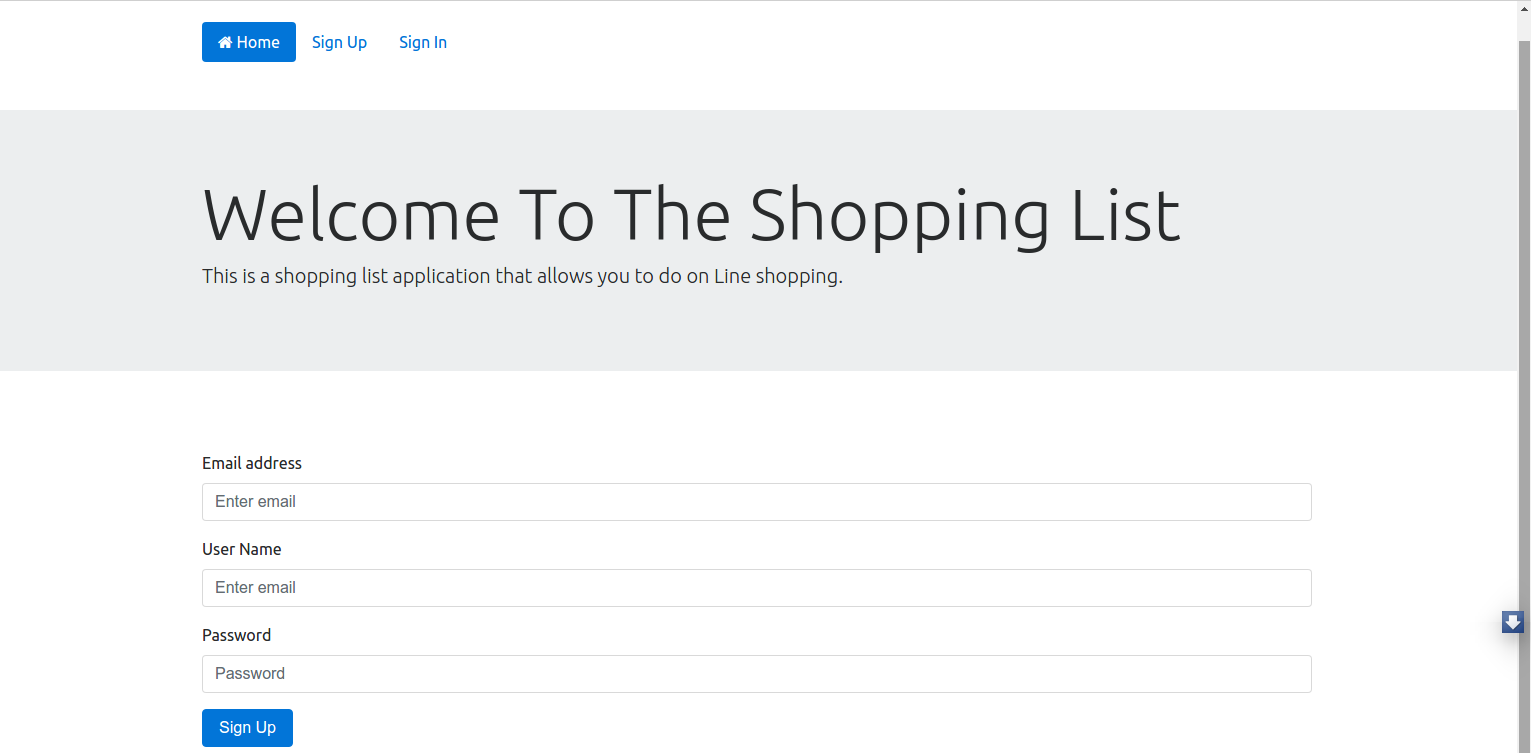 Home Sign Up Sign In
Welcome To The Shopping List
This is a shopping list application that allows you to do on Line shopping.
Email address
Enter email
User Name
Enter email
Password
Password
Sign Up